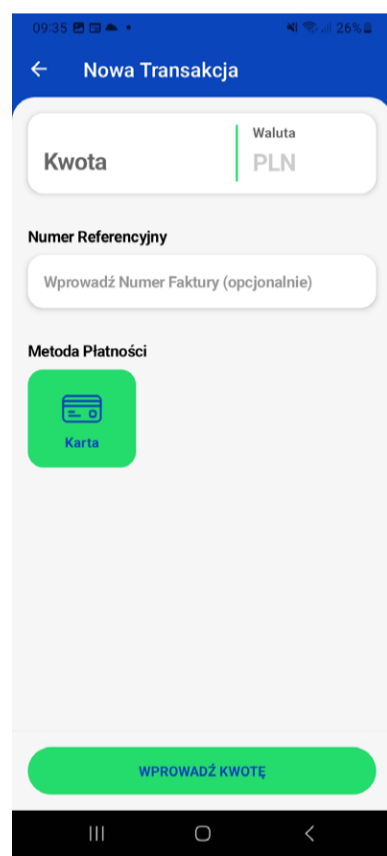 09:35
26%
Nowa Transakcja
Waluta
Kwota
PLN
Numer Referencyjny
Wprowadź Numer Faktury (opcjonalnie)
Metoda Płatności
Karta
WPROWADŹ KWOTĘ